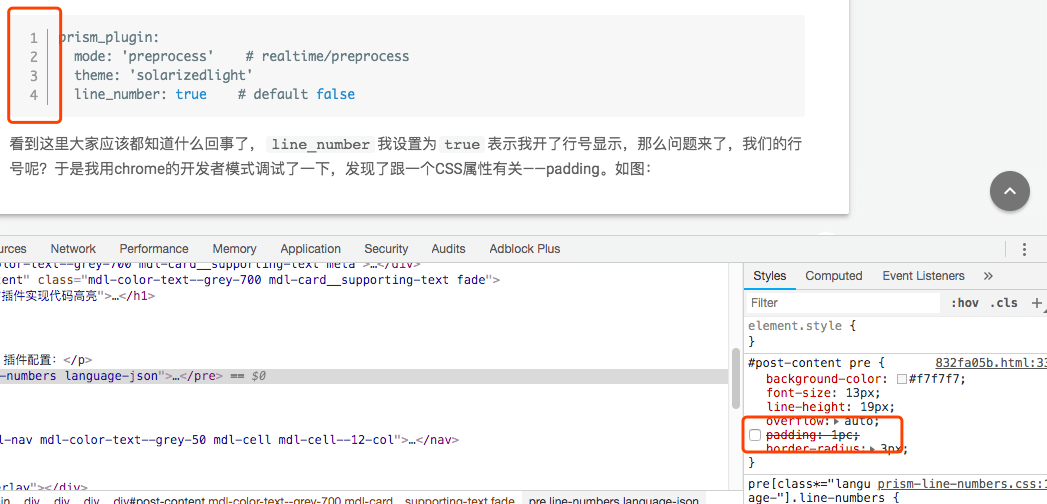 1 prism_plugin:
2 mode: 'preprocess' # realtime/preprocess
3 theme: 'solarizedlight'
4 line_number: true # default false
看到这里大家应该都知道什么回事了， line_number 我设置为 true 表示我开了行号显示，那么问题来了，我们的行
号呢？于是我用chrome的开发者模式调试了一下，发现了跟一个CSS属性有关——padding。如图：
urces Network Performance Memory Application Security Audits Adblock Plus
olor-text--grey-700 mdl-card__supporting-text meta">…</div>
tent" class="mdl-color-text--grey-700 mdl-card__supporting-text fade">
插件实现代码高亮">…</h1>
插件配置：</p>
-numbers language-json">…</pre> == $0
dl-nav mdl-color-text--grey-50 mdl-cell mdl-cell--12-col">…</nav>
erlay"></div>
in div div div#post-content.mdl-color-text--grey-700.mdl-card__supporting-text.fade pre.line-numbers.language-json
Styles Computed Event Listeners »
Filter :hov .cls +
element.style {
}
#post-content pre { 832fa05b.html:33
background-color: #f7f7f7;
font-size: 13px;
line-height: 19px;
overflow: auto;
padding: 1pc;
border-radius: 3px;
}
pre[class*="langu prism-line-numbers.css:1
age-"].line-numbers {